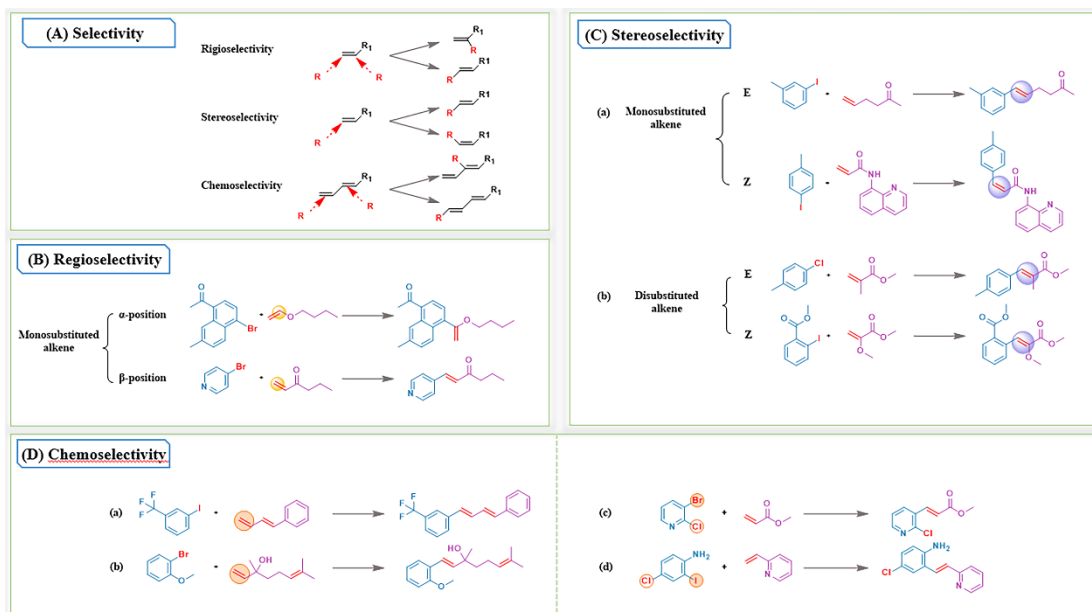 (A) Selectivity
Rigioselectivity
R1
R
R
R1
R
R
R1
Stereoselectivity
R1
R
R
R1
R
R1
Chemoselectivity
R1
R
R
R
R1
R
R1
(B) Regioselectivity
Monosubstituted
alkene
α-position
O
Br
O
O
O
β-position
Br
N
O
N
O
(C) Stereoselectivity
(a)
Monosubstituted
alkene
E
I
O
O
Z
I
O
NH
N
O
NH
N
(b)
Disubstituted
alkene
E
Cl
O
O
O
O
Z
O
O
I
O
O
O
O
O
O
O
O
(D) Chemoselectivity
(a)
F
F
F
I
F
F
F
(b)
Br
O
OH
HO
O
(c)
Br
N
Cl
+
O
O
O
O
N
Cl
(d)
NH2
Cl
I
+
N
NH2
Cl
N